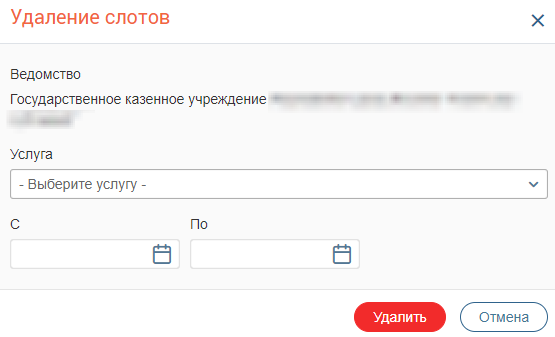 Удаление слотов
Ведомство
Государственное казенное учреждение
Услуга
- Выберите услугу -
С
По
Удалить
Отмена